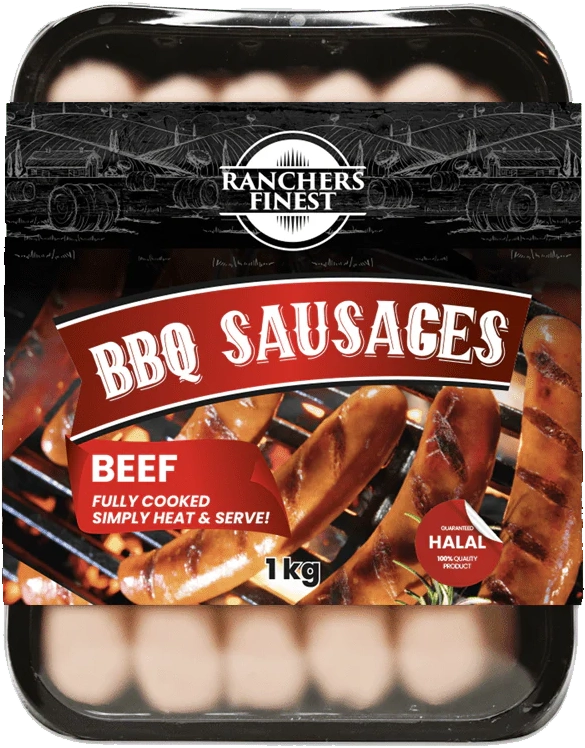 RANCHERS
FINEST
BBQ SAUSAGES
BEEF
FULLY COOKED
SIMPLY HEAT & SERVE!
GUARANTEED
HALAL
100% QUALITY
PRODUCT
1 kg